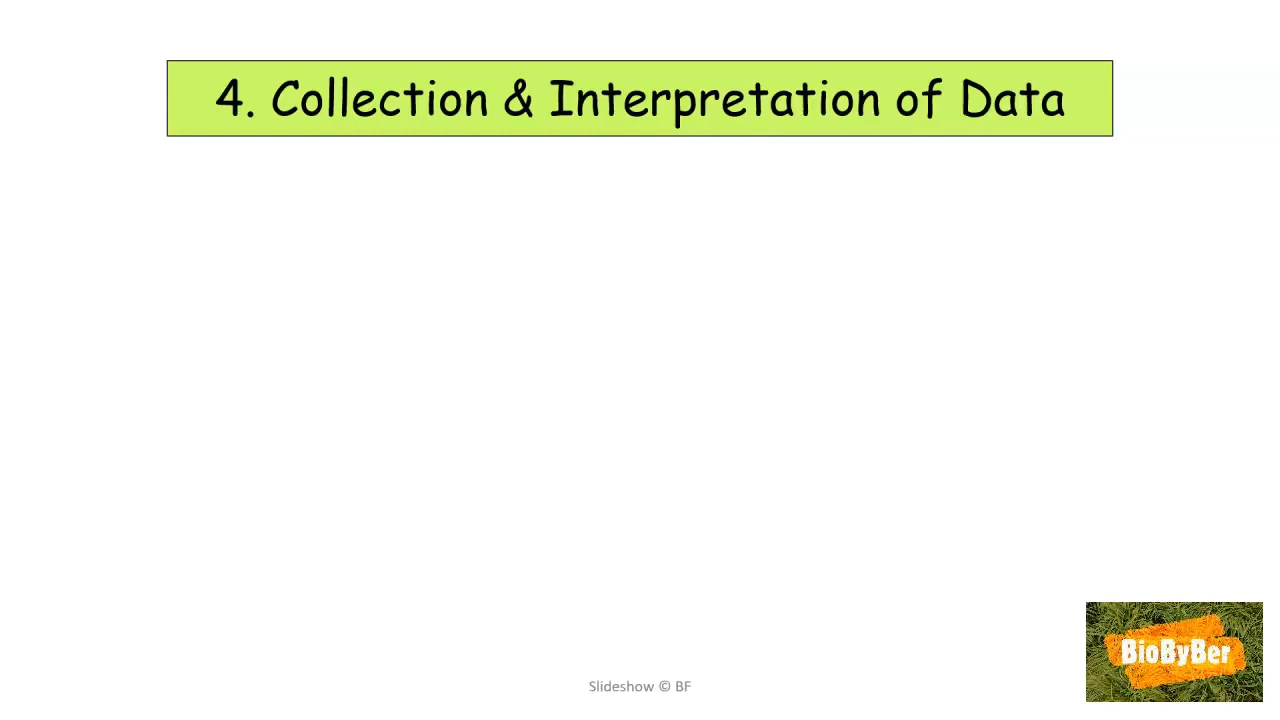 4. Collection & Interpretation of Data
BioByBer
Slideshow © BF